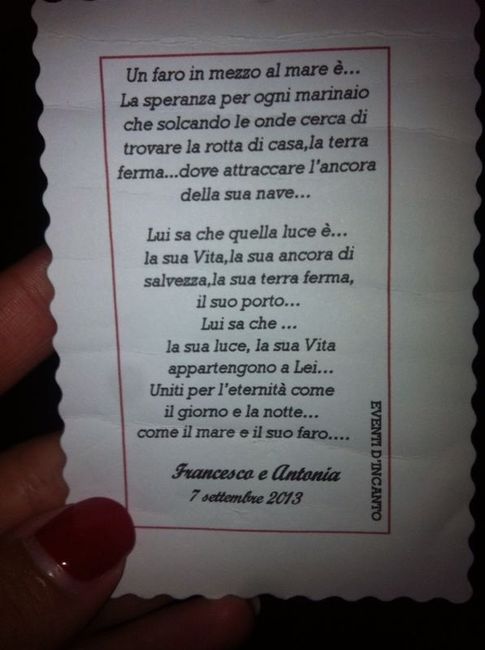 Un faro in mezzo al mare è...
La speranza per ogni marinaio
che solcando le onde cerca di
trovare la rotta di casa,la terra
ferma...dove attraccare l'ancora
della sua nave...
Lui sa che quella luce è...
la sua Vita,la sua ancora di
salvezza,la sua terra ferma,
il suo porto...
Lui sa che ...
la sua luce, la sua Vita
appartengono a Lei...
Uniti per l'eternità come
il giorno e la notte...
come il mare e il suo faro....
Francesco e Antonia
7 settembre 2013
EVENTI D'INCANTO